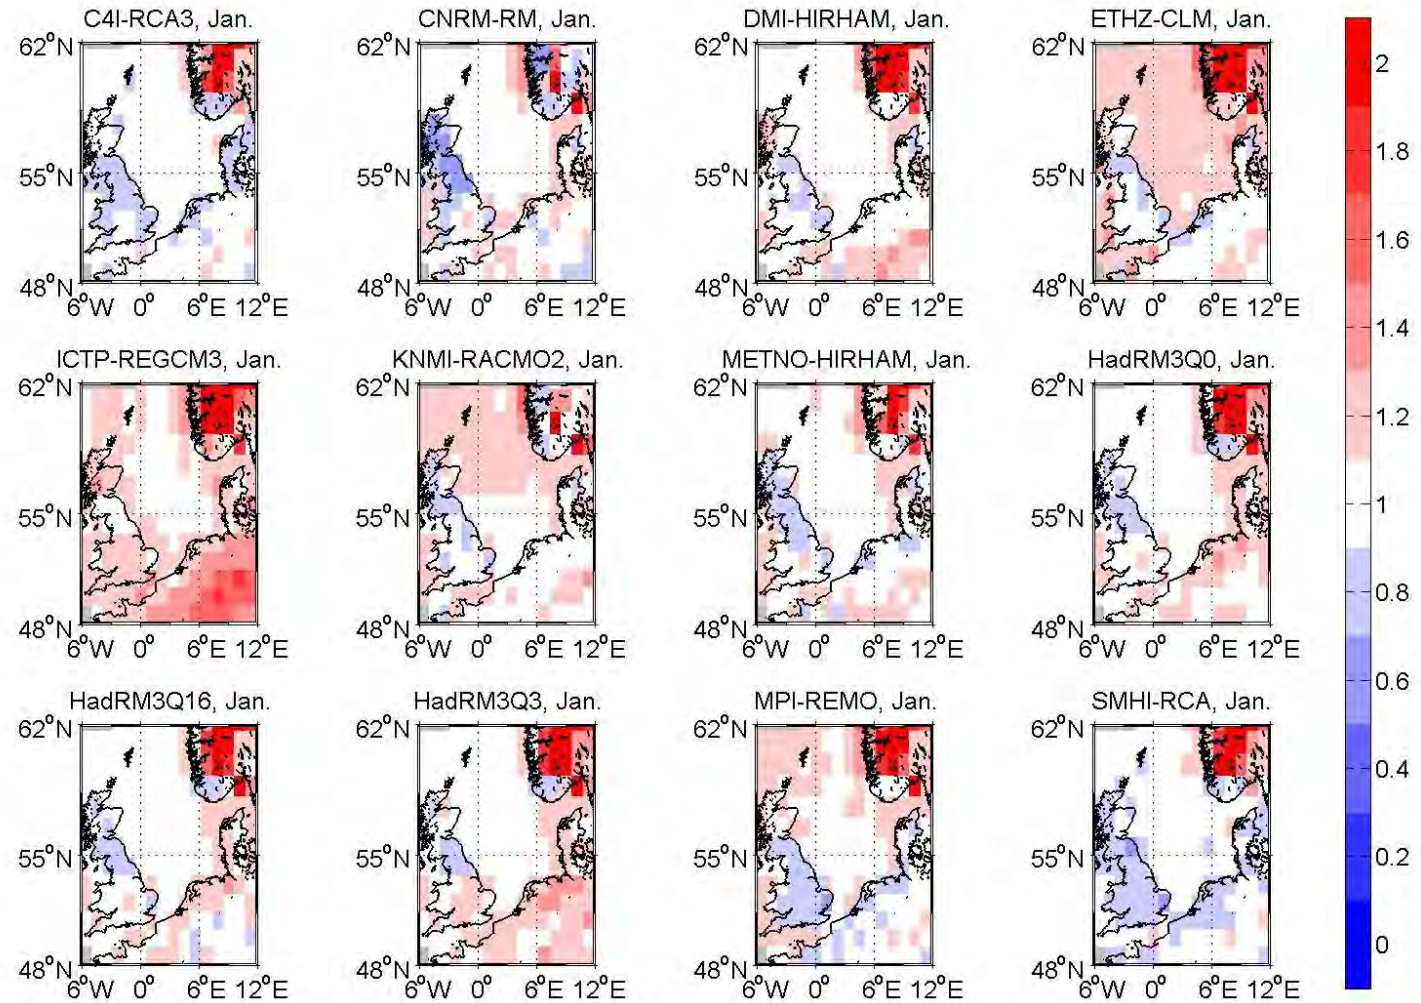 C4I-RCA3, Jan. CNRM-RM, Jan. DMI-HIRHAM, Jan. ETHZ-CLM, Jan.
62°N 62°N 62°N 62°N
55°N 55°N 55°N 55°N
48°N 48°N 48°N 48°N
6°W 0° 6°E 12°E 6°W 0° 6°E 12°E 6°W 0° 6°E 12°E 6°W 0° 6°E 12°E
ICTP-REGCM3, Jan. KNMI-RACMO2, Jan. METNO-HIRHAM, Jan. HadRM3Q0, Jan.
62°N 62°N 62°N 62°N
55°N 55°N 55°N 55°N
48°N 48°N 48°N 48°N
6°W 0° 6°E 12°E 6°W 0° 6°E 12°E 6°W 0° 6°E 12°E 6°W 0° 6°E 12°E
HadRM3Q16, Jan. HadRM3Q3, Jan. MPI-REMO, Jan. SMHI-RCA, Jan.
62°N 62°N 62°N 62°N
55°N 55°N 55°N 55°N
48°N 48°N 48°N 48°N
6°W 0° 6°E 12°E 6°W 0° 6°E 12°E 6°W 0° 6°E 12°E 6°W 0° 6°E 12°E
2
1.8
1.6
1.4
1.2
1
0.8
0.6
0.4
0.2
0